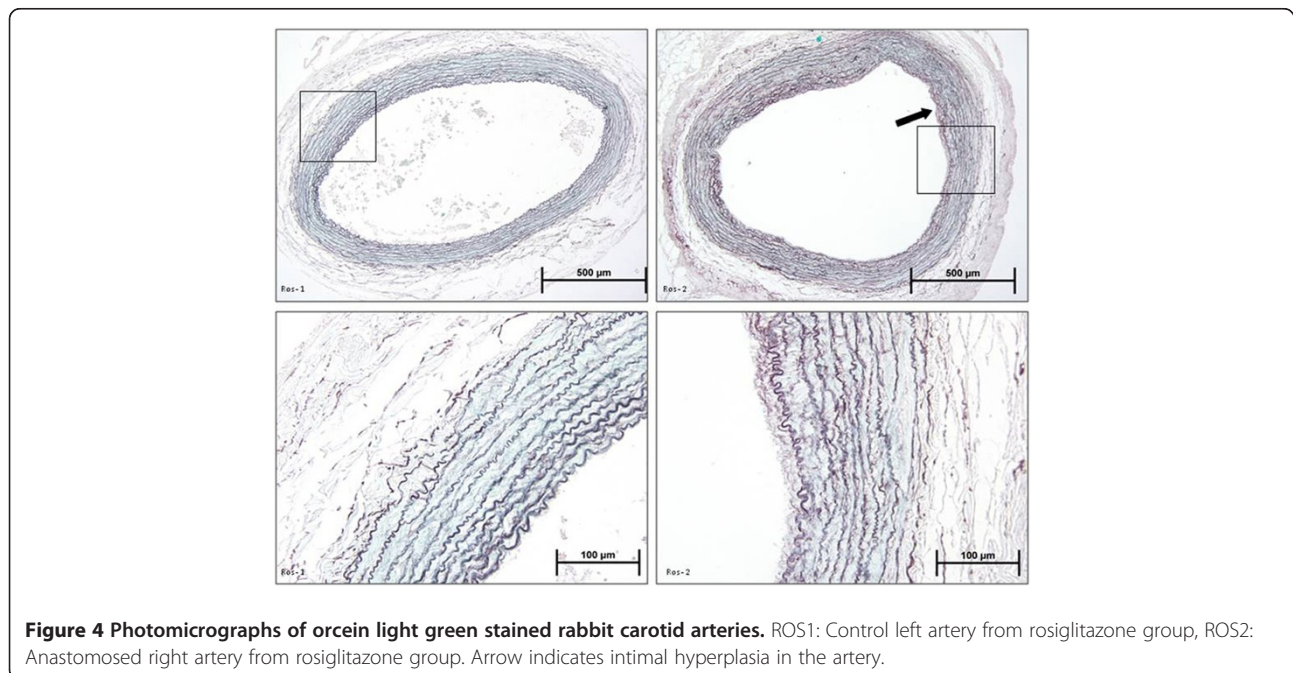 500 µm
Ros-1
500 µm
Ros-2
100 µm
Ros-1
100 µm
Ros-2
Figure 4 Photomicrographs of orcein light green stained rabbit carotid arteries. ROS1: Control left artery from rosiglitazone group, ROS2:
Anastomosed right artery from rosiglitazone group. Arrow indicates intimal hyperplasia in the artery.